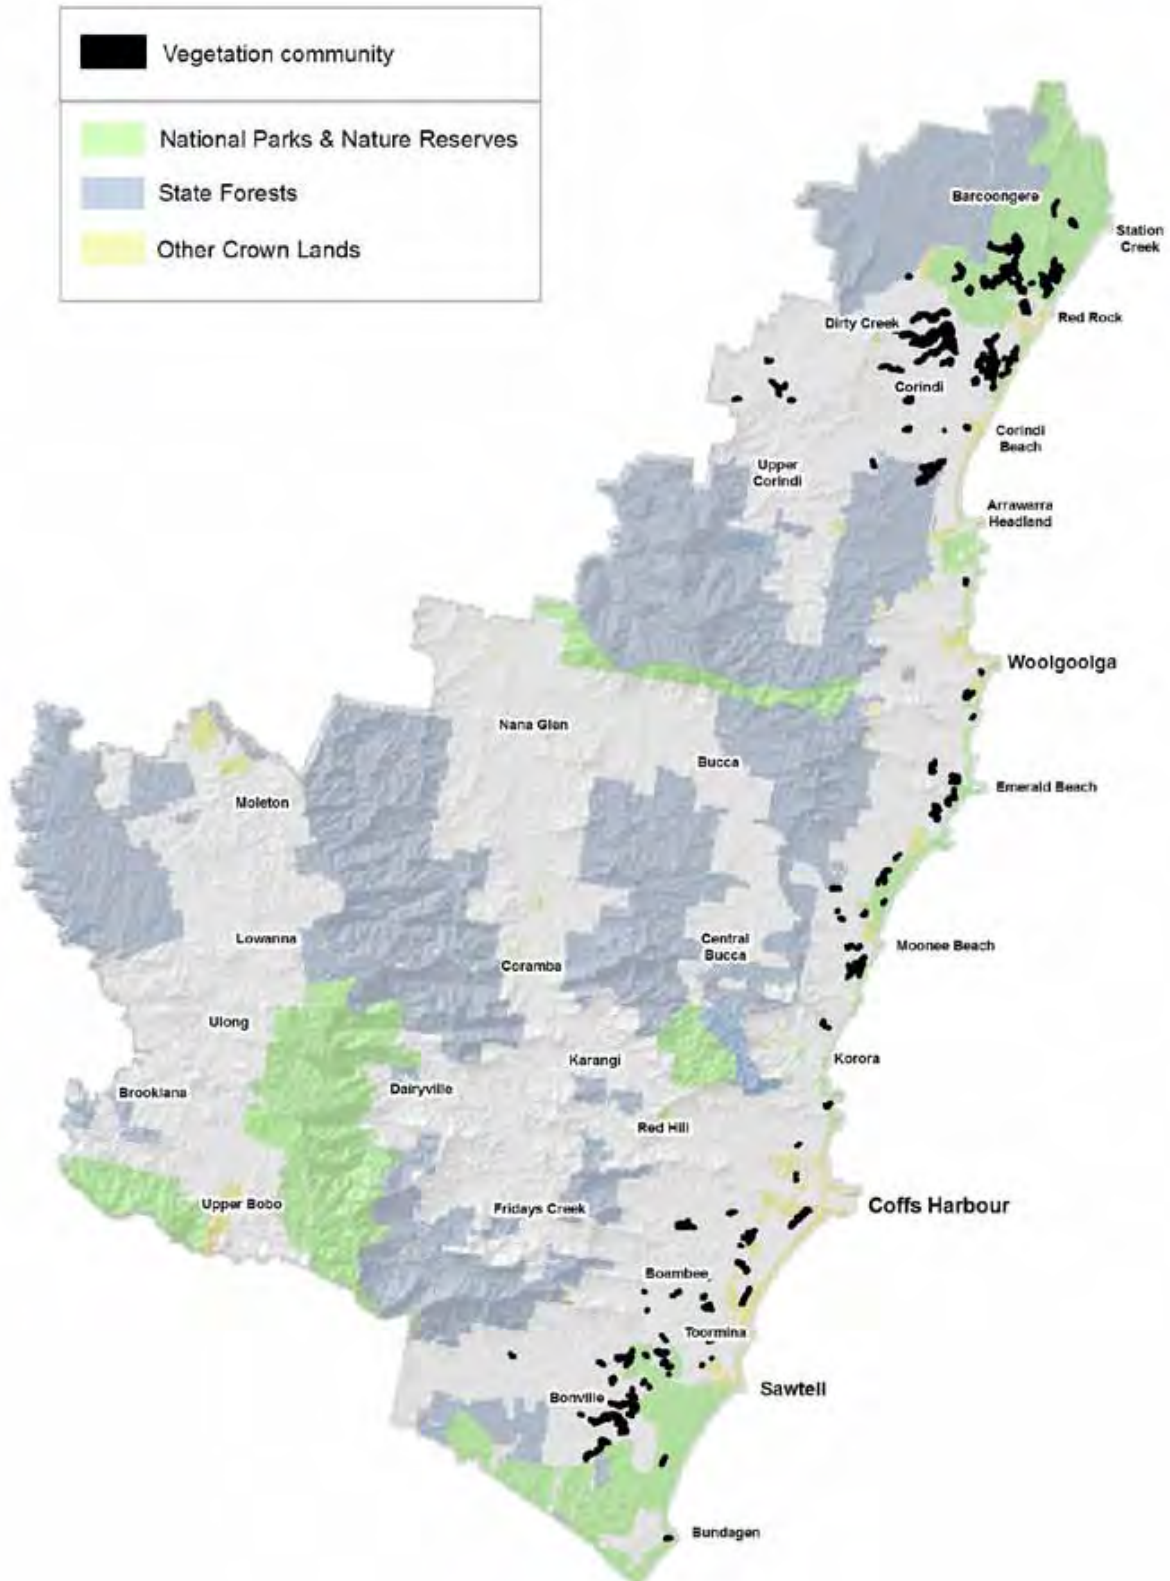 Vegetation community
National Parks & Nature Reserves
State Forests
Other Crown Lands
Barcoongere
Station
Creek
Red Rock
Dirty Creek
Corindi
Corindi
Beach
Upper
Corindi
Arrawarra
Headland
Woolgoolga
Nana Glen
Bucca
Emerald Beach
Moleton
Lowanna
Central
Bucca
Moonee Beach
Coramba
Ulong
Karangi
Korora
Brooklana
Dairyville
Red Hill
Upper Bobo
Fridays Creek
Coffs Harbour
Boambee
Toormina
Sawtell
Bonville
Bundagen